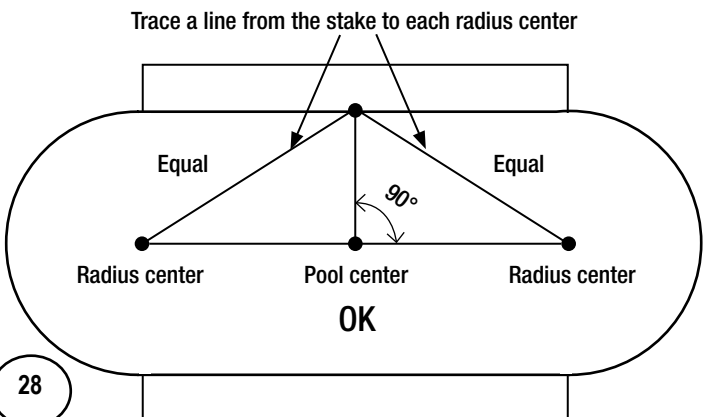 Trace a line from the stake to each radius center
Equal
Equal
90°
Radius center
Pool center
Radius center
OK
28